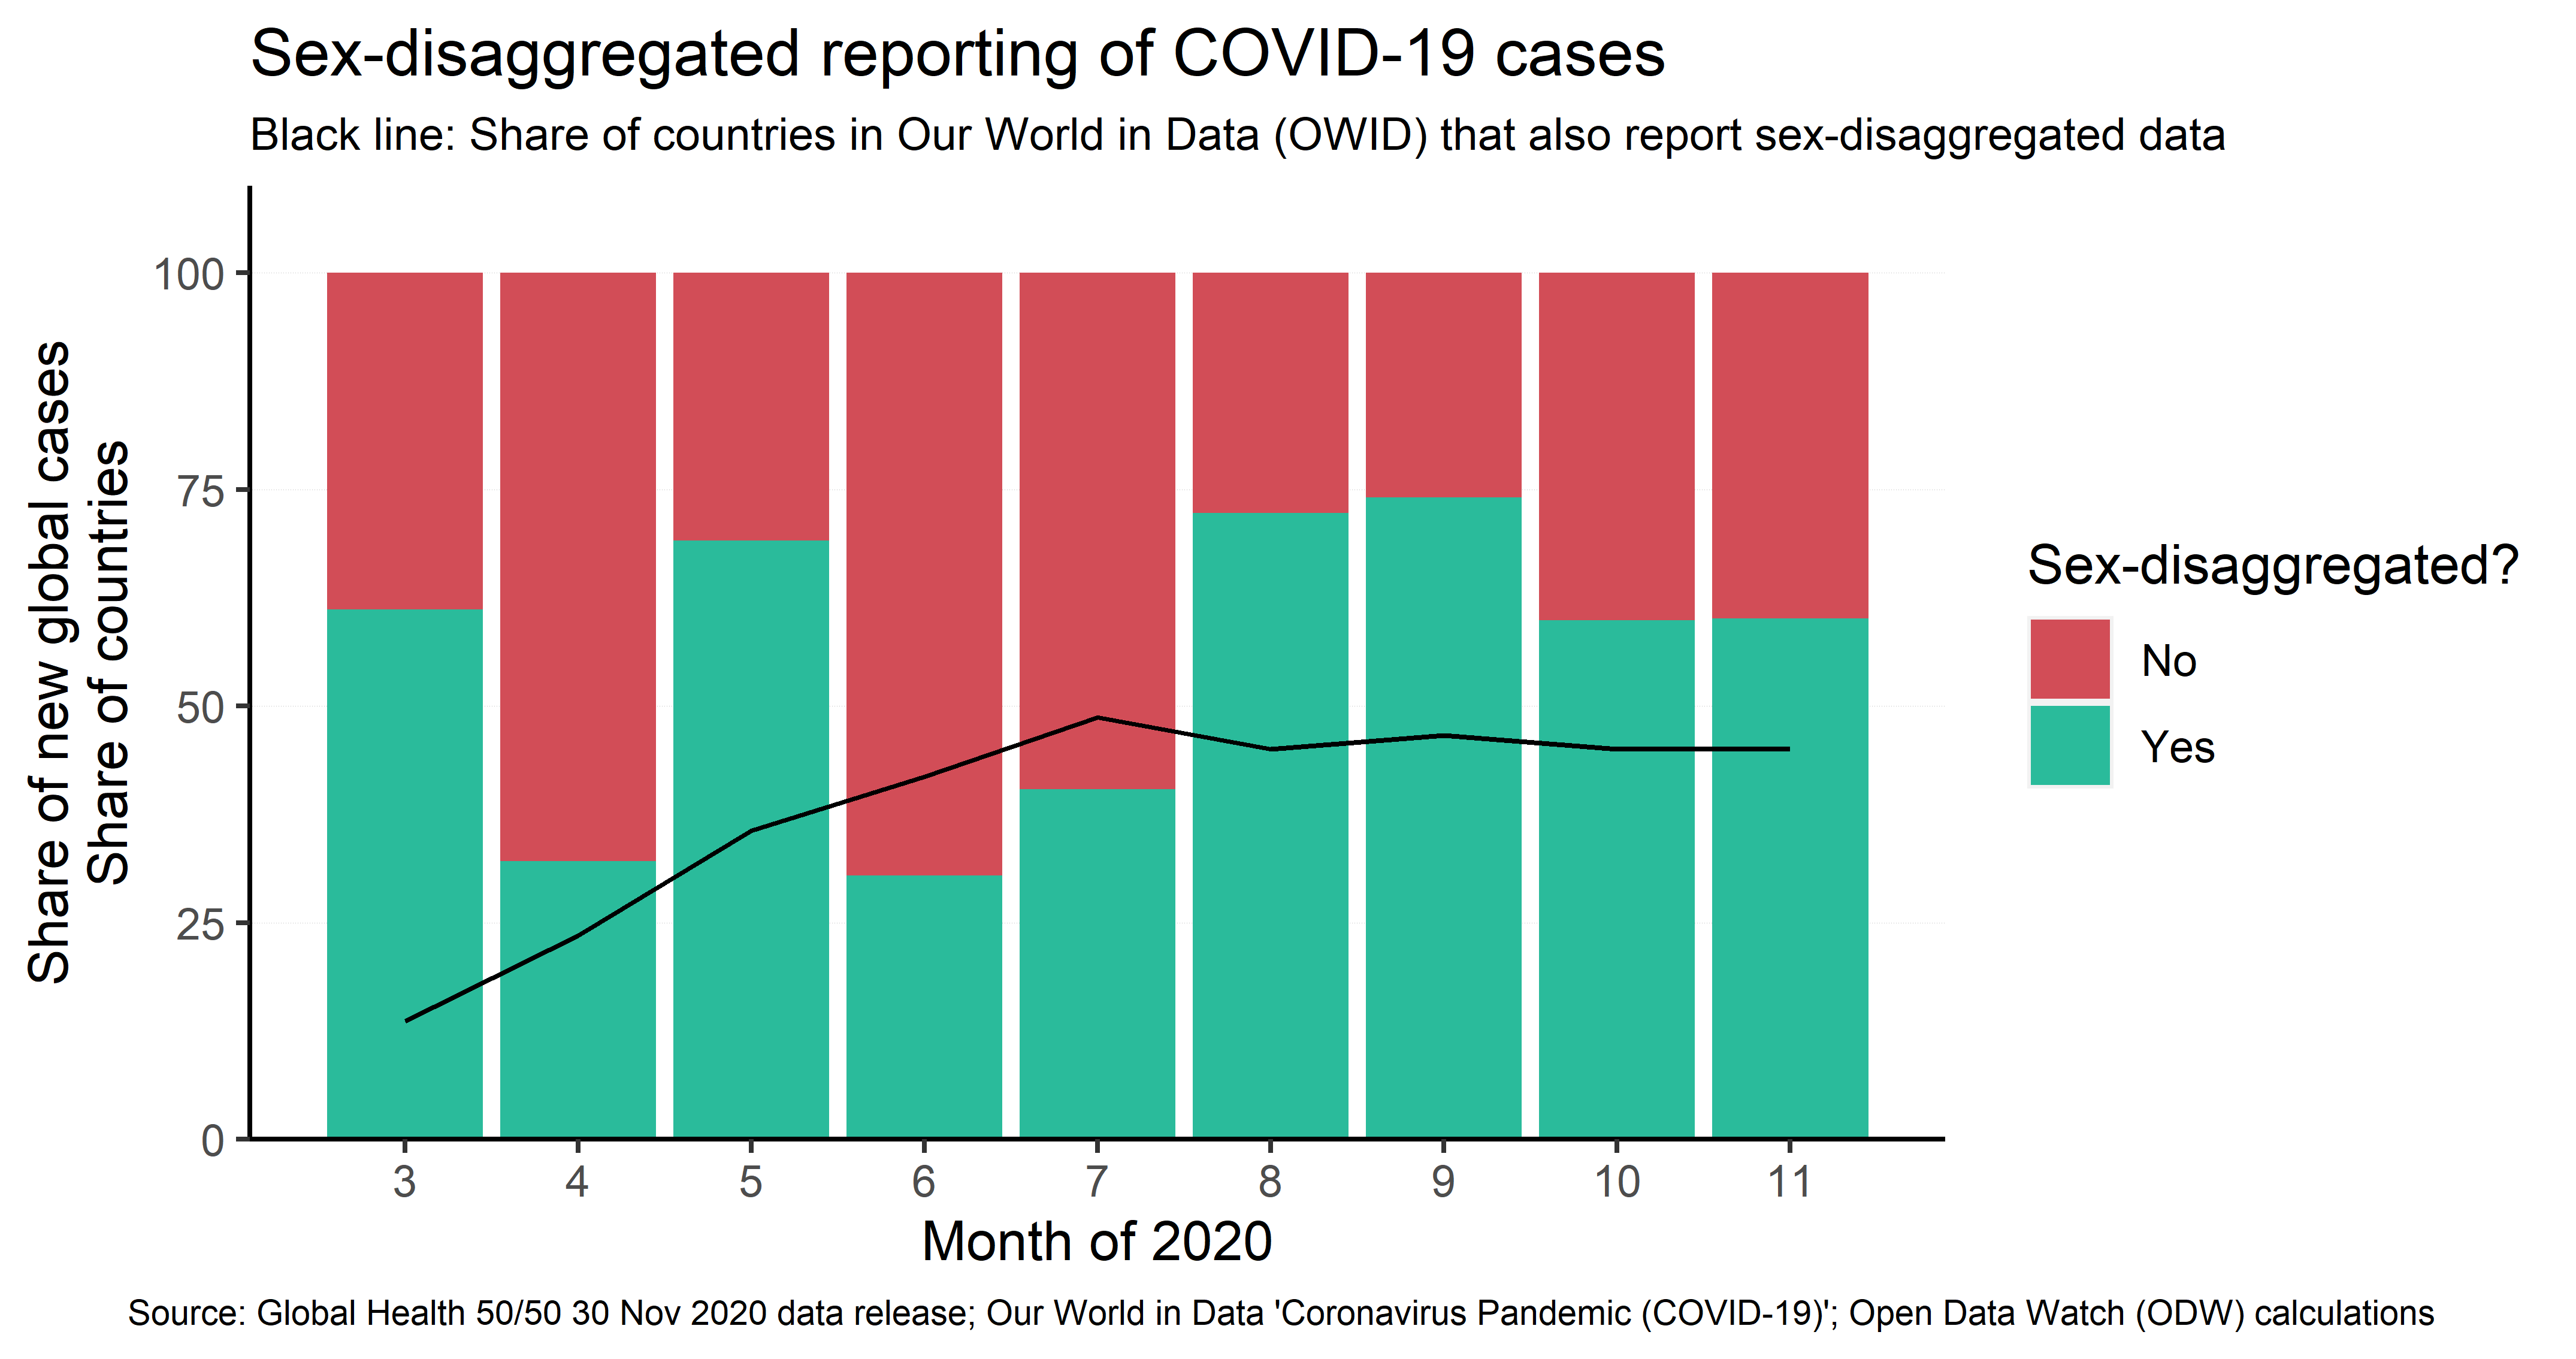 Sex-disaggregated reporting of COVID-19 cases
Black line: Share of countries in Our World in Data (OWID) that also report sex-disaggregated data
Share of new global cases
Share of countries
100
75
50
25
0
3 4 5 6 7 8 9 10 11
Month of 2020
Sex-disaggregated?
No
Yes
Source: Global Health 50/50 30 Nov 2020 data release; Our World in Data 'Coronavirus Pandemic (COVID-19)'; Open Data Watch (ODW) calculations